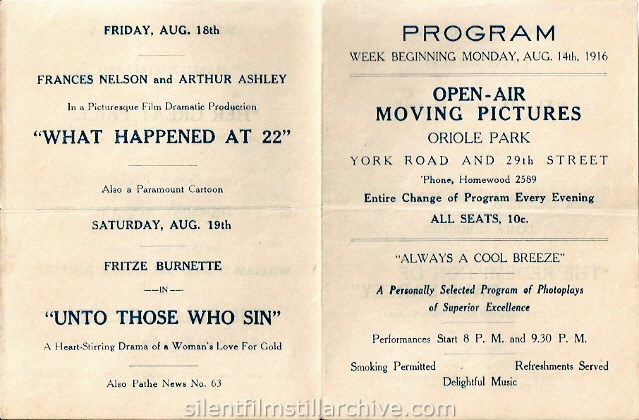 FRIDAY, AUG. 18th
FRANCES NELSON and ARTHUR ASHLEY
In a Picturesque Film Dramatic Production
"WHAT HAPPENED AT 22"
Also a Paramount Cartoon
SATURDAY, AUG. 19th
FRITZE BURNETTE
IN
"UNTO THOSE WHO SIN"
A Heart-Stirring Drama of a Woman's Love For Gold
Also Pathe News No. 63
PROGRAM
WEEK BEGINNING MONDAY, AUG. 14th, 1916
OPEN-AIR
MOVING PICTURES
ORIOLE PARK
YORK ROAD AND 29th STREET
'Phone, Homewood 2589
Entire Change of Program Every Evening
ALL SEATS, 10c.
"ALWAYS A COOL BREEZE"
A Personally Selected Program of Photoplays
of Superior Excellence
Performances Start 8 P. M. and 9.30 P. M.
Smoking Permitted Refreshments Served
Delightful Music
silentfilmstillarchive.com